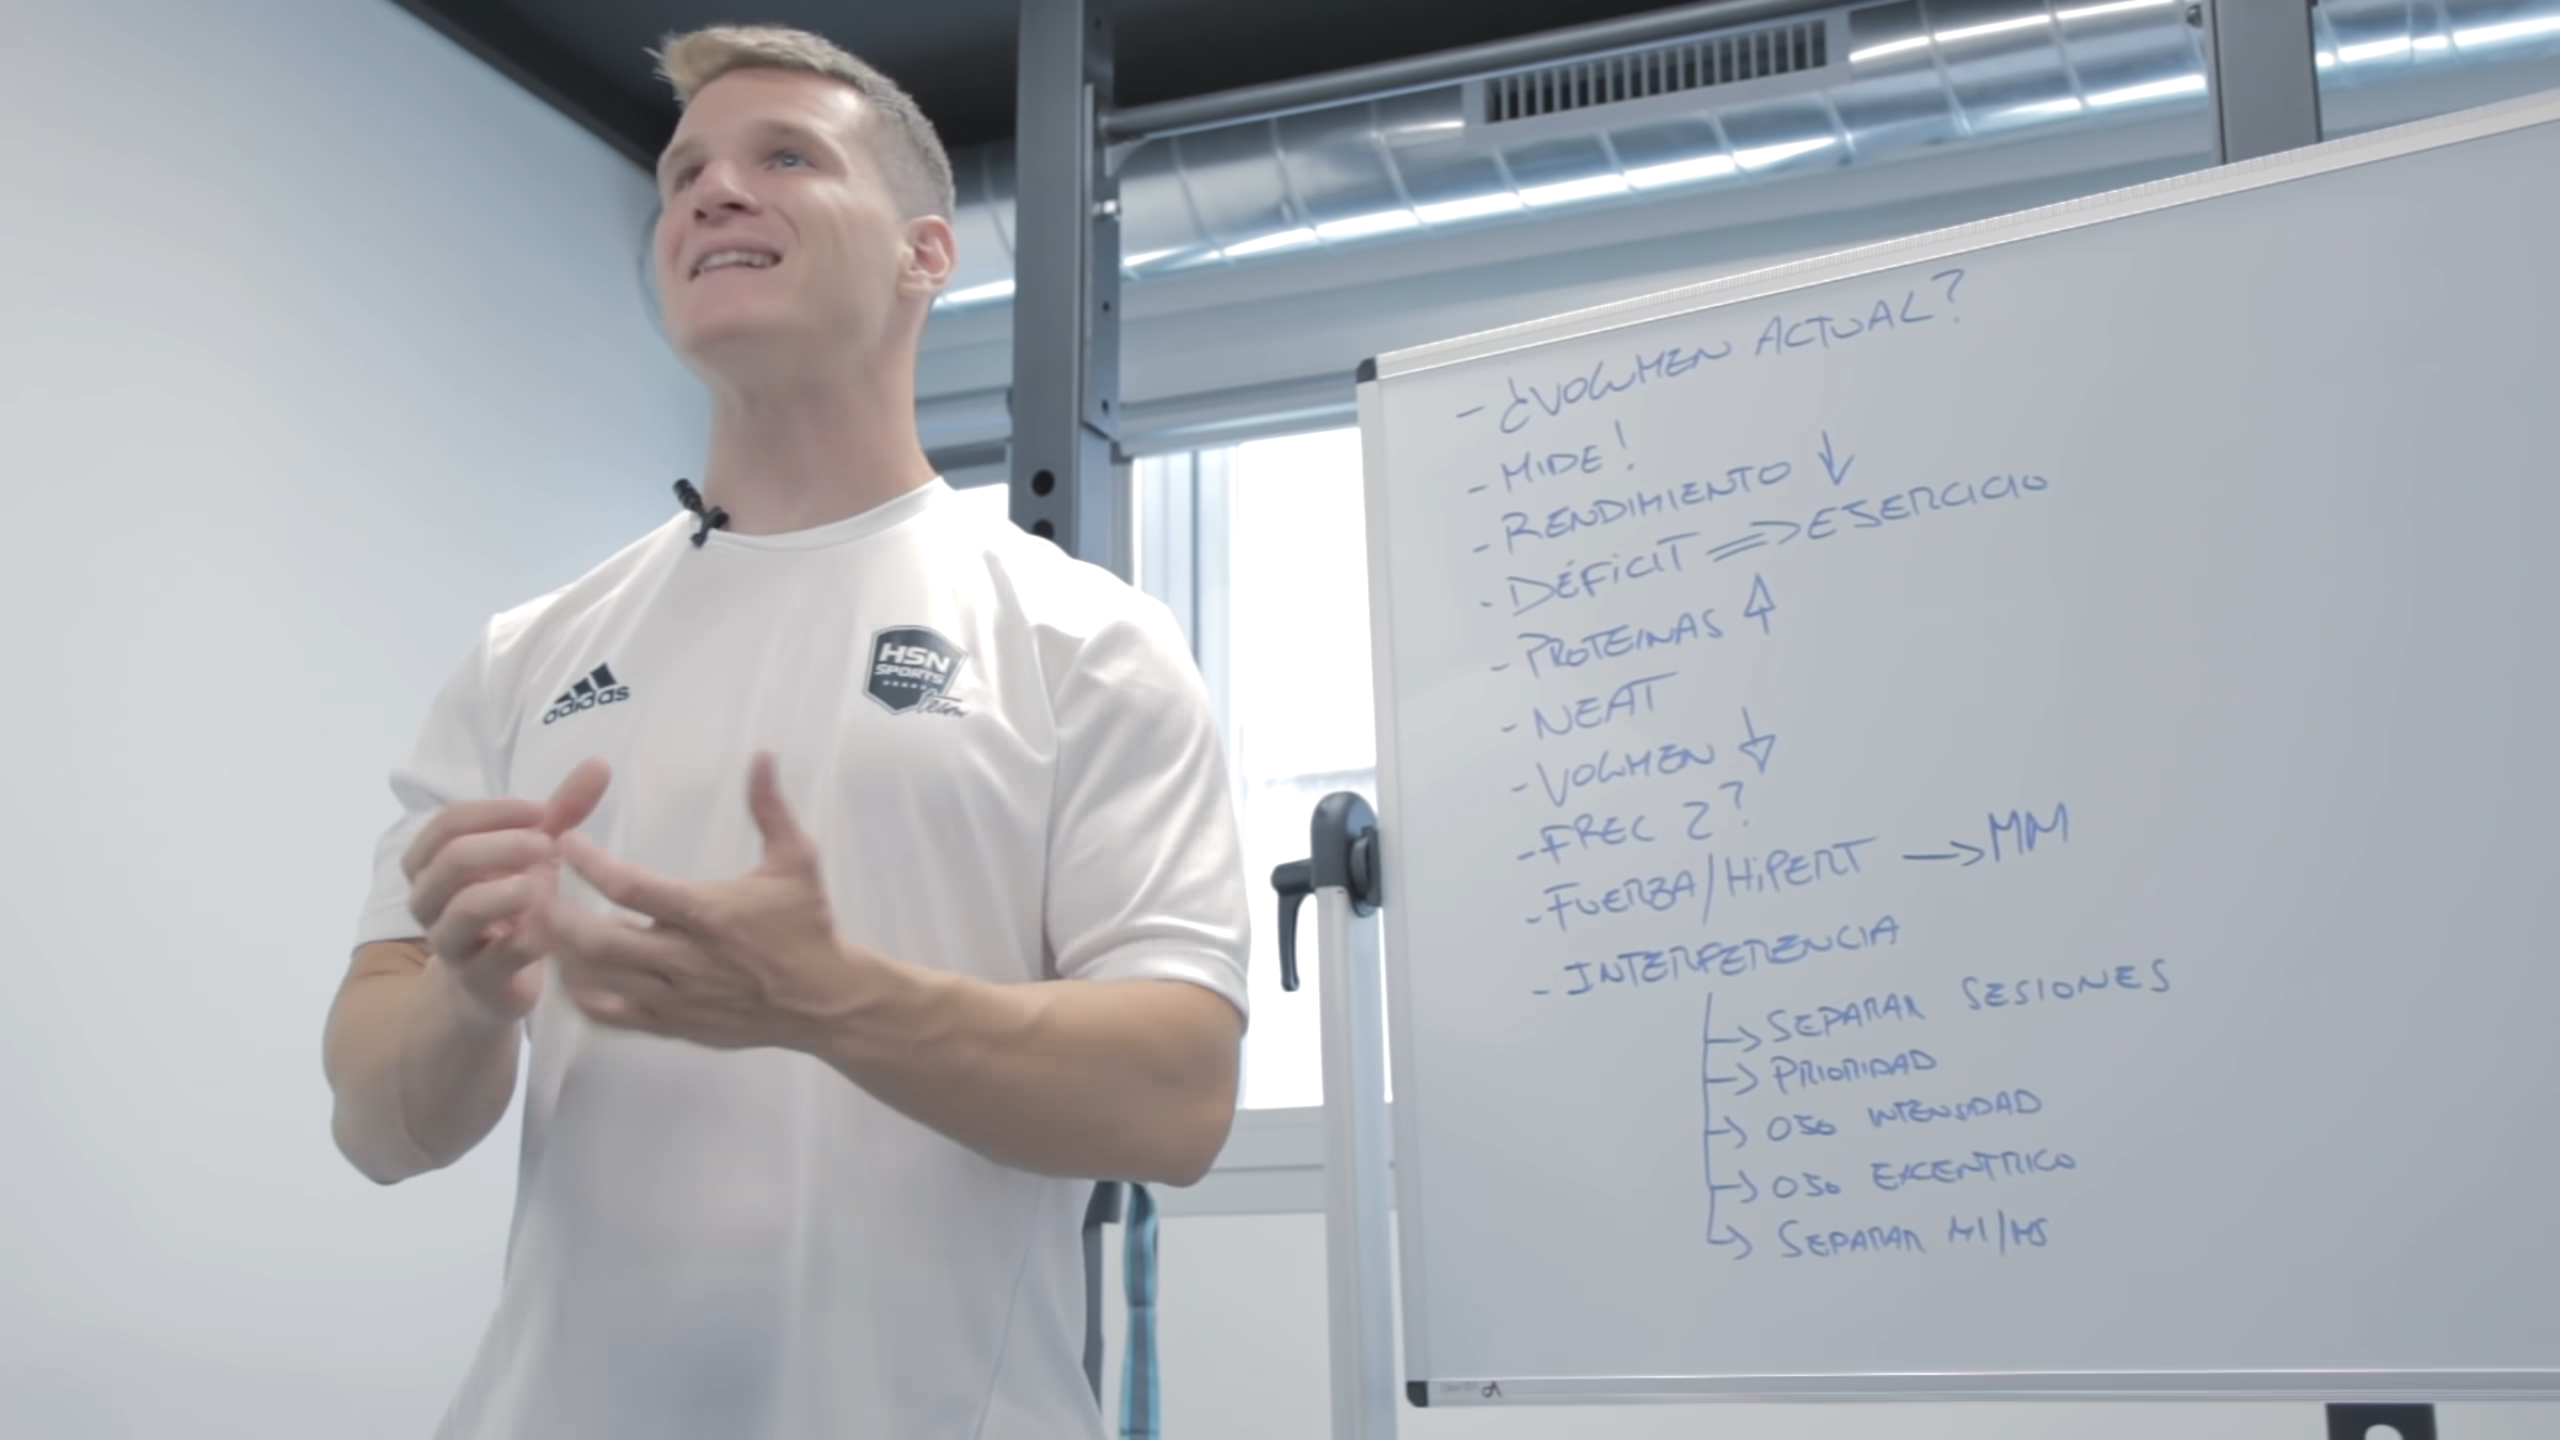 adidas
HSN
SPORTS
team
- ¿VOLUMEN ACTUAL?
- MIDE!
- RENDIMIENTO ↓
- DÉFICIT => EJERCICIO
- PROTEINAS ↑
- NEAT
- VOLUMEN ↓
- FREC 2?
- FUERZA/HIPERT → MM
- INTERFERENCIA
→ SEPARAR SESIONES
→ PRIORIDAD
→ OJO INTENSIDAD
→ OJO EXCENTRICO
→ SEPARAR MI/MS